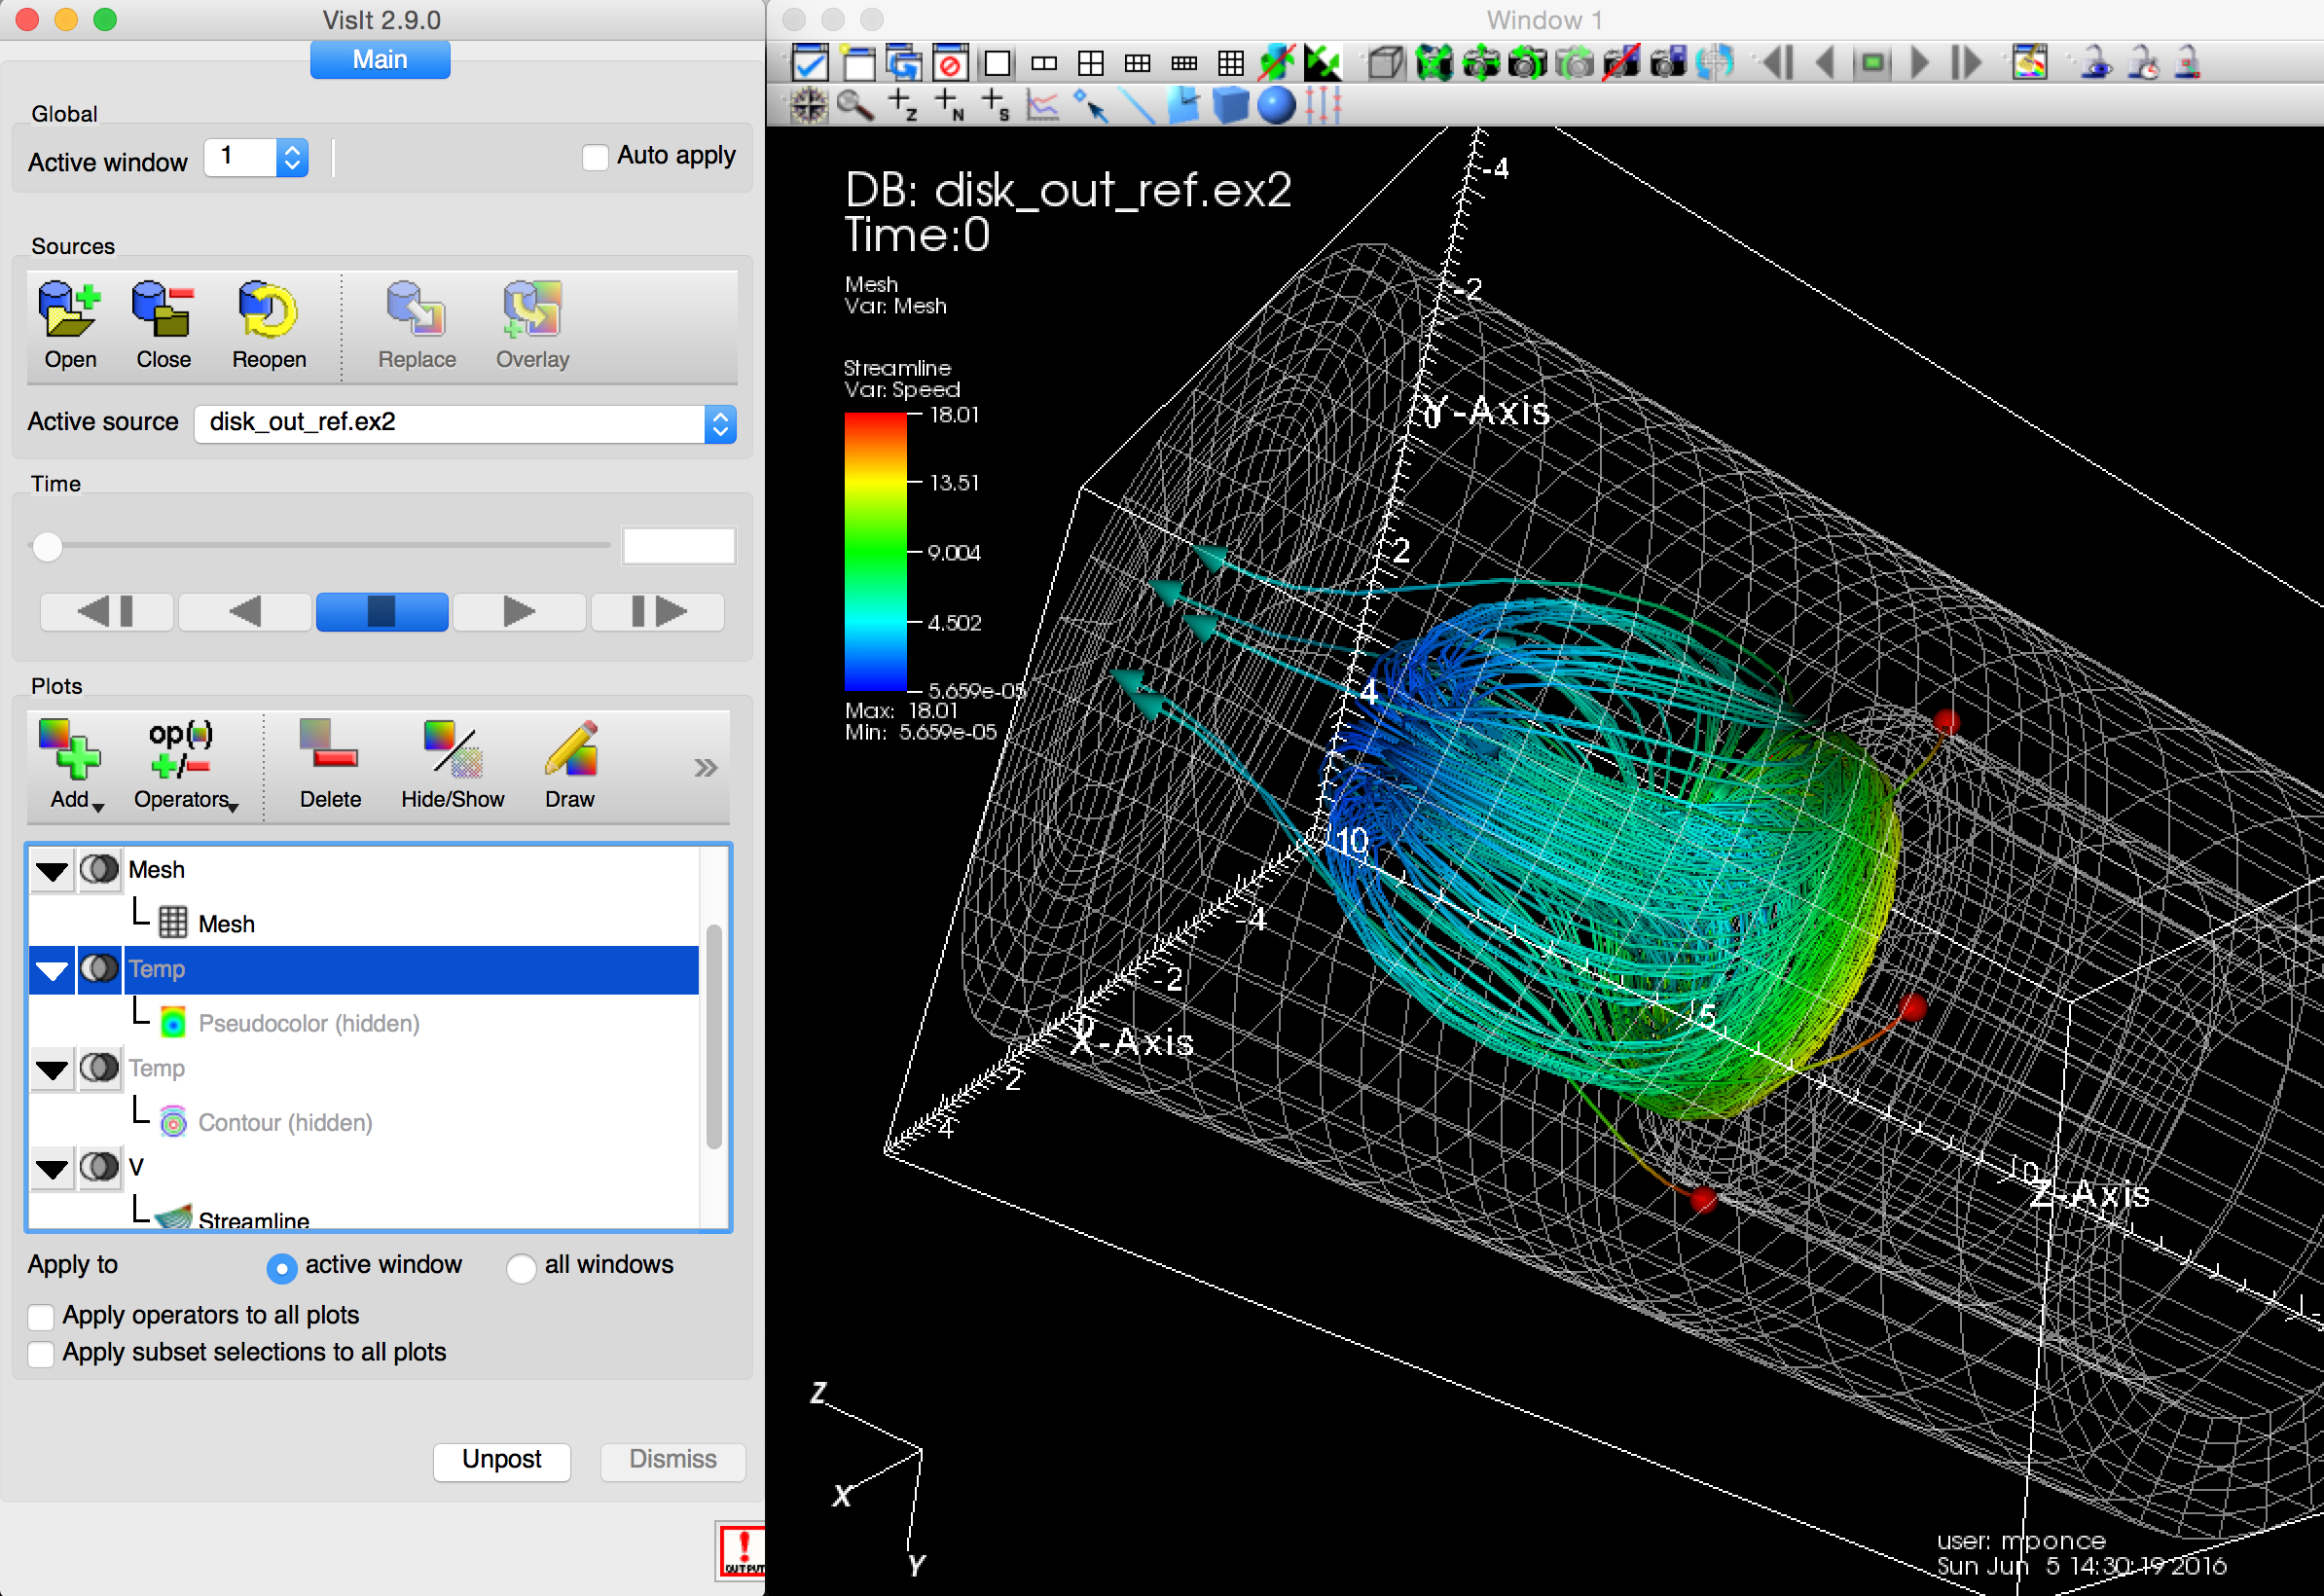 VisIt 2.9.0
Main
Global
Active window 1
Auto apply
Sources
Open Close Reopen Replace Overlay
Active source disk_out_ref.ex2
Time
Plots
op( )
+/-
Add Operators Delete Hide/Show Draw »
Mesh
Mesh
Temp
Pseudocolor (hidden)
Temp
Contour (hidden)
V
Streamline
Apply to active window all windows
Apply operators to all plots
Apply subset selections to all plots
Unpost Dismiss
OUTPUT
Window 1
Z N S
DB: disk_out_ref.ex2
Time:0
Mesh
Var: Mesh
Streamline
Var: Speed
18.01
13.51
9.004
4.502
5.659e-05
Max: 18.01
Min: 5.659e-05
-4
-2
0
Y-Axis
2
4
10
-4
-2
0
X-Axis
2
4
5
0
Z-Axis
Z
X
Y
user: mponce
Sun Jun 5 14:30:19 2016